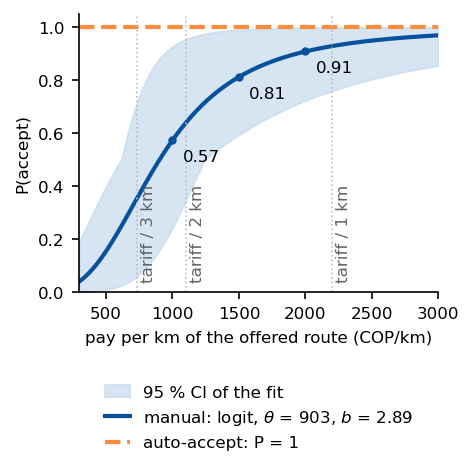 1.0
0.8
0.6
0.4
0.2
0.0
P(accept)
0.91
0.81
0.57
tariff / 3 km
tariff / 2 km
tariff / 1 km
500 1000 1500 2000 2500 3000
pay per km of the offered route (COP/km)
95 % CI of the fit
manual: logit, θ = 903, b = 2.89
auto-accept: P = 1